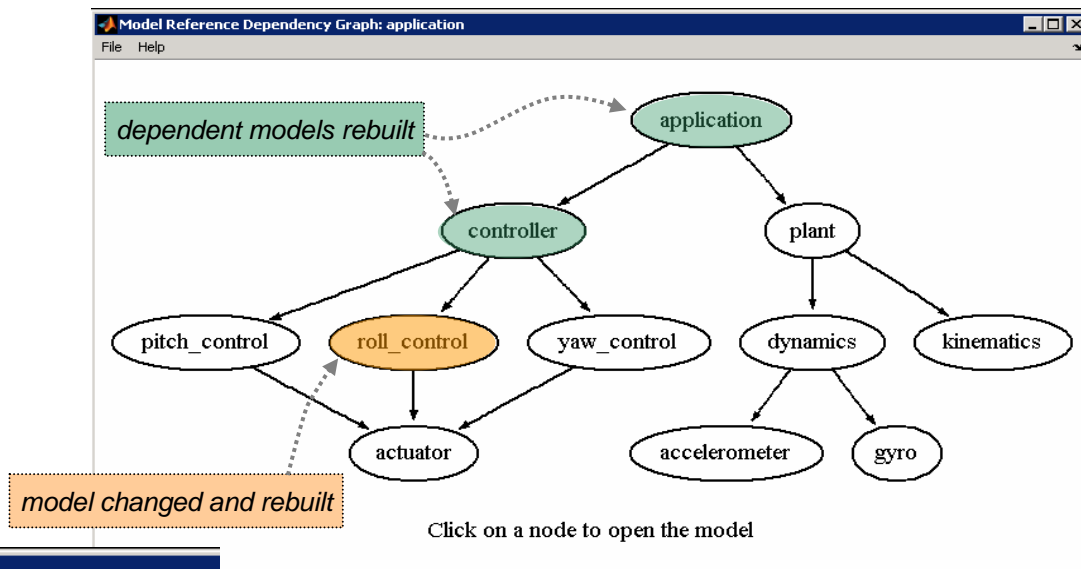 Model Reference Dependency Graph: application
File Help
dependent models rebuilt
application
controller
plant
pitch_control
roll_control
yaw_control
dynamics
kinematics
actuator
accelerometer
gyro
model changed and rebuilt
Click on a node to open the model